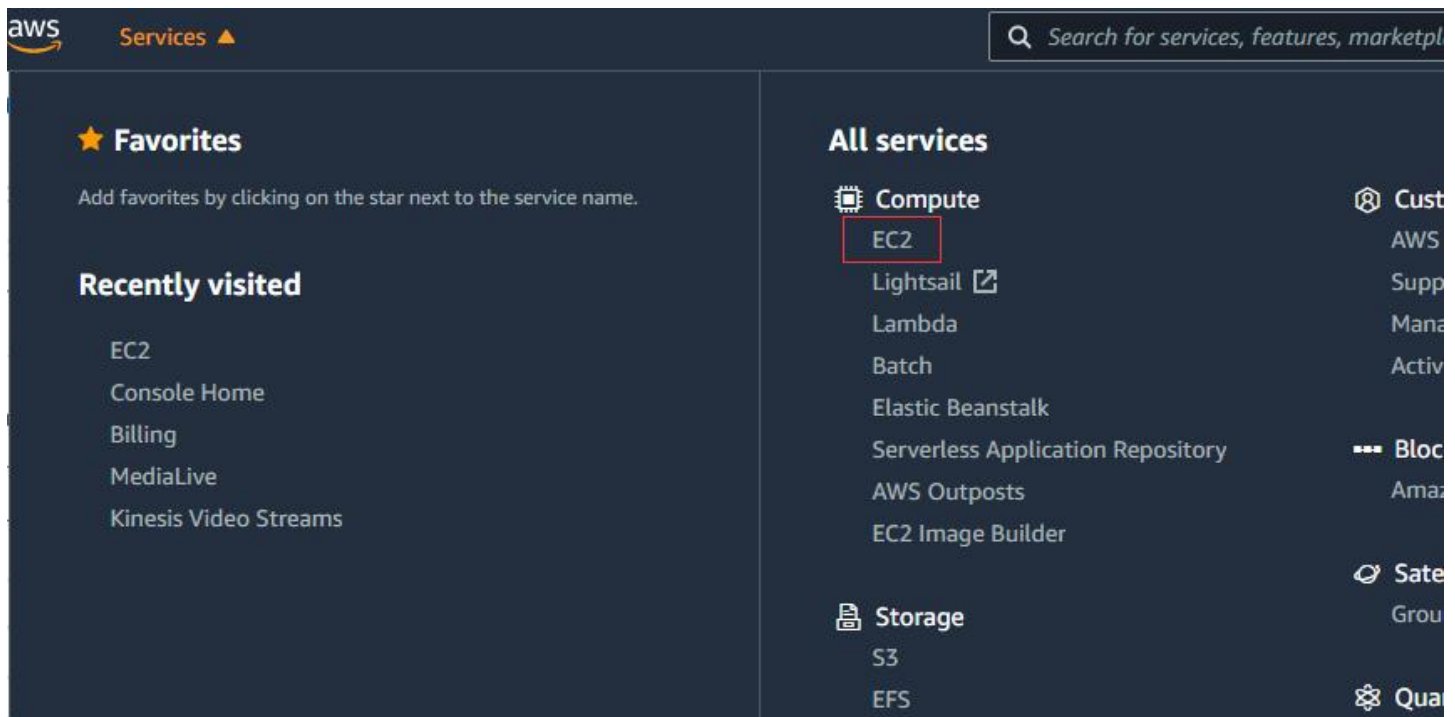 aws
Services
Search for services, features, marketpl
Favorites
Add favorites by clicking on the star next to the service name.
Recently visited
EC2
Console Home
Billing
MediaLive
Kinesis Video Streams
All services
Compute
EC2
Lightsail
Lambda
Batch
Elastic Beanstalk
Serverless Application Repository
AWS Outposts
EC2 Image Builder
Storage
S3
EFS
Cust
AWS
Supp
Mana
Activ
Bloc
Amaz
Sate
Grou
Quan